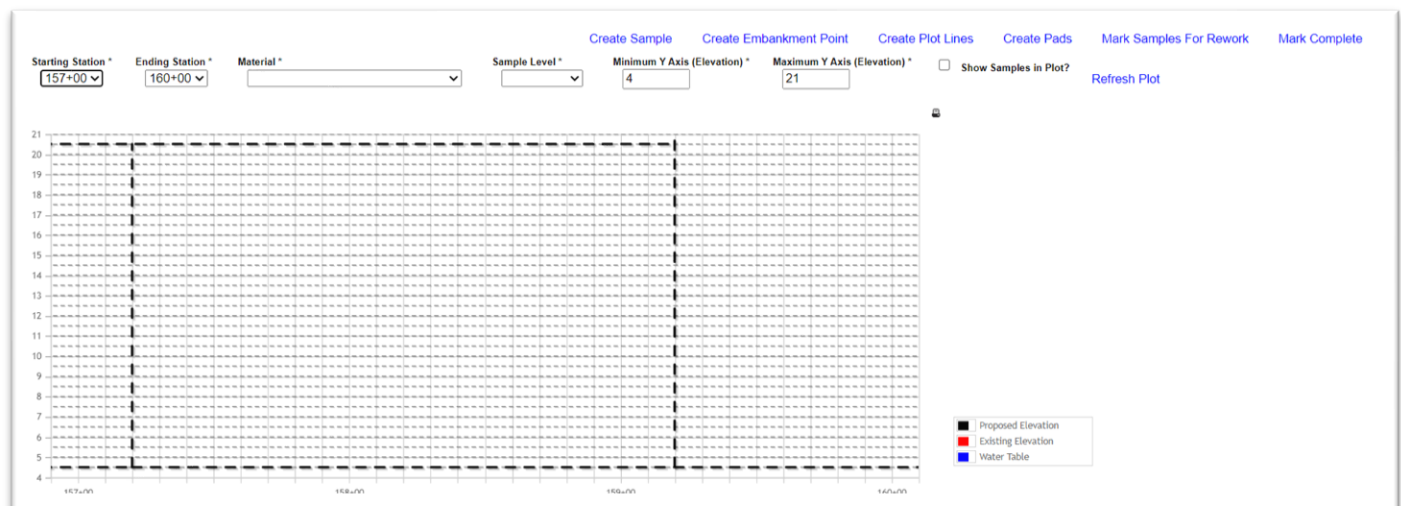 Create Sample Create Embankment Point Create Plot Lines Create Pads Mark Samples For Rework Mark Complete
Starting Station * Ending Station * Material * Sample Level * Minimum Y Axis (Elevation) * Maximum Y Axis (Elevation) * Show Samples in Plot?
157+00 160+00 4 21 Refresh Plot
21
20
19
18
17
16
15
14
13
12
11
10
9
8
7
6
5
4
Proposed Elevation
Existing Elevation
Water Table
157+00 158+00 159+00 160+00